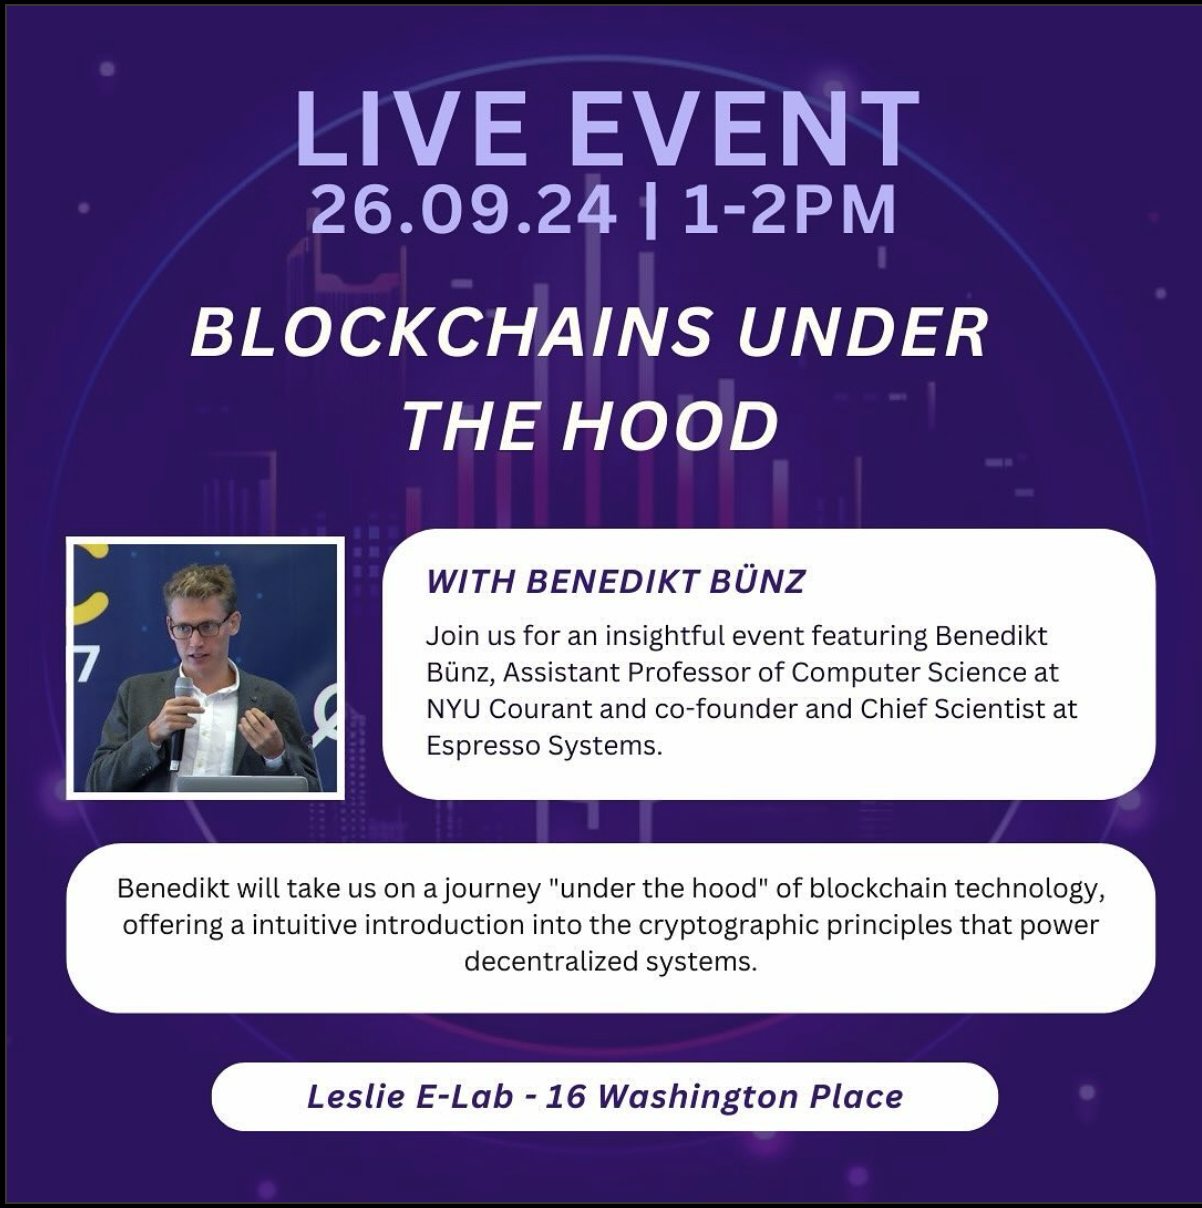 LIVE EVENT
26.09.24 | 1-2PM
BLOCKCHAINS UNDER
THE HOOD
7
WITH BENEDIKT BÜNZ
Join us for an insightful event featuring Benedikt
Bünz, Assistant Professor of Computer Science at
NYU Courant and co-founder and Chief Scientist at
Espresso Systems.
Benedikt will take us on a journey "under the hood" of blockchain technology,
offering a intuitive introduction into the cryptographic principles that power
decentralized systems.
Leslie E-Lab - 16 Washington Place